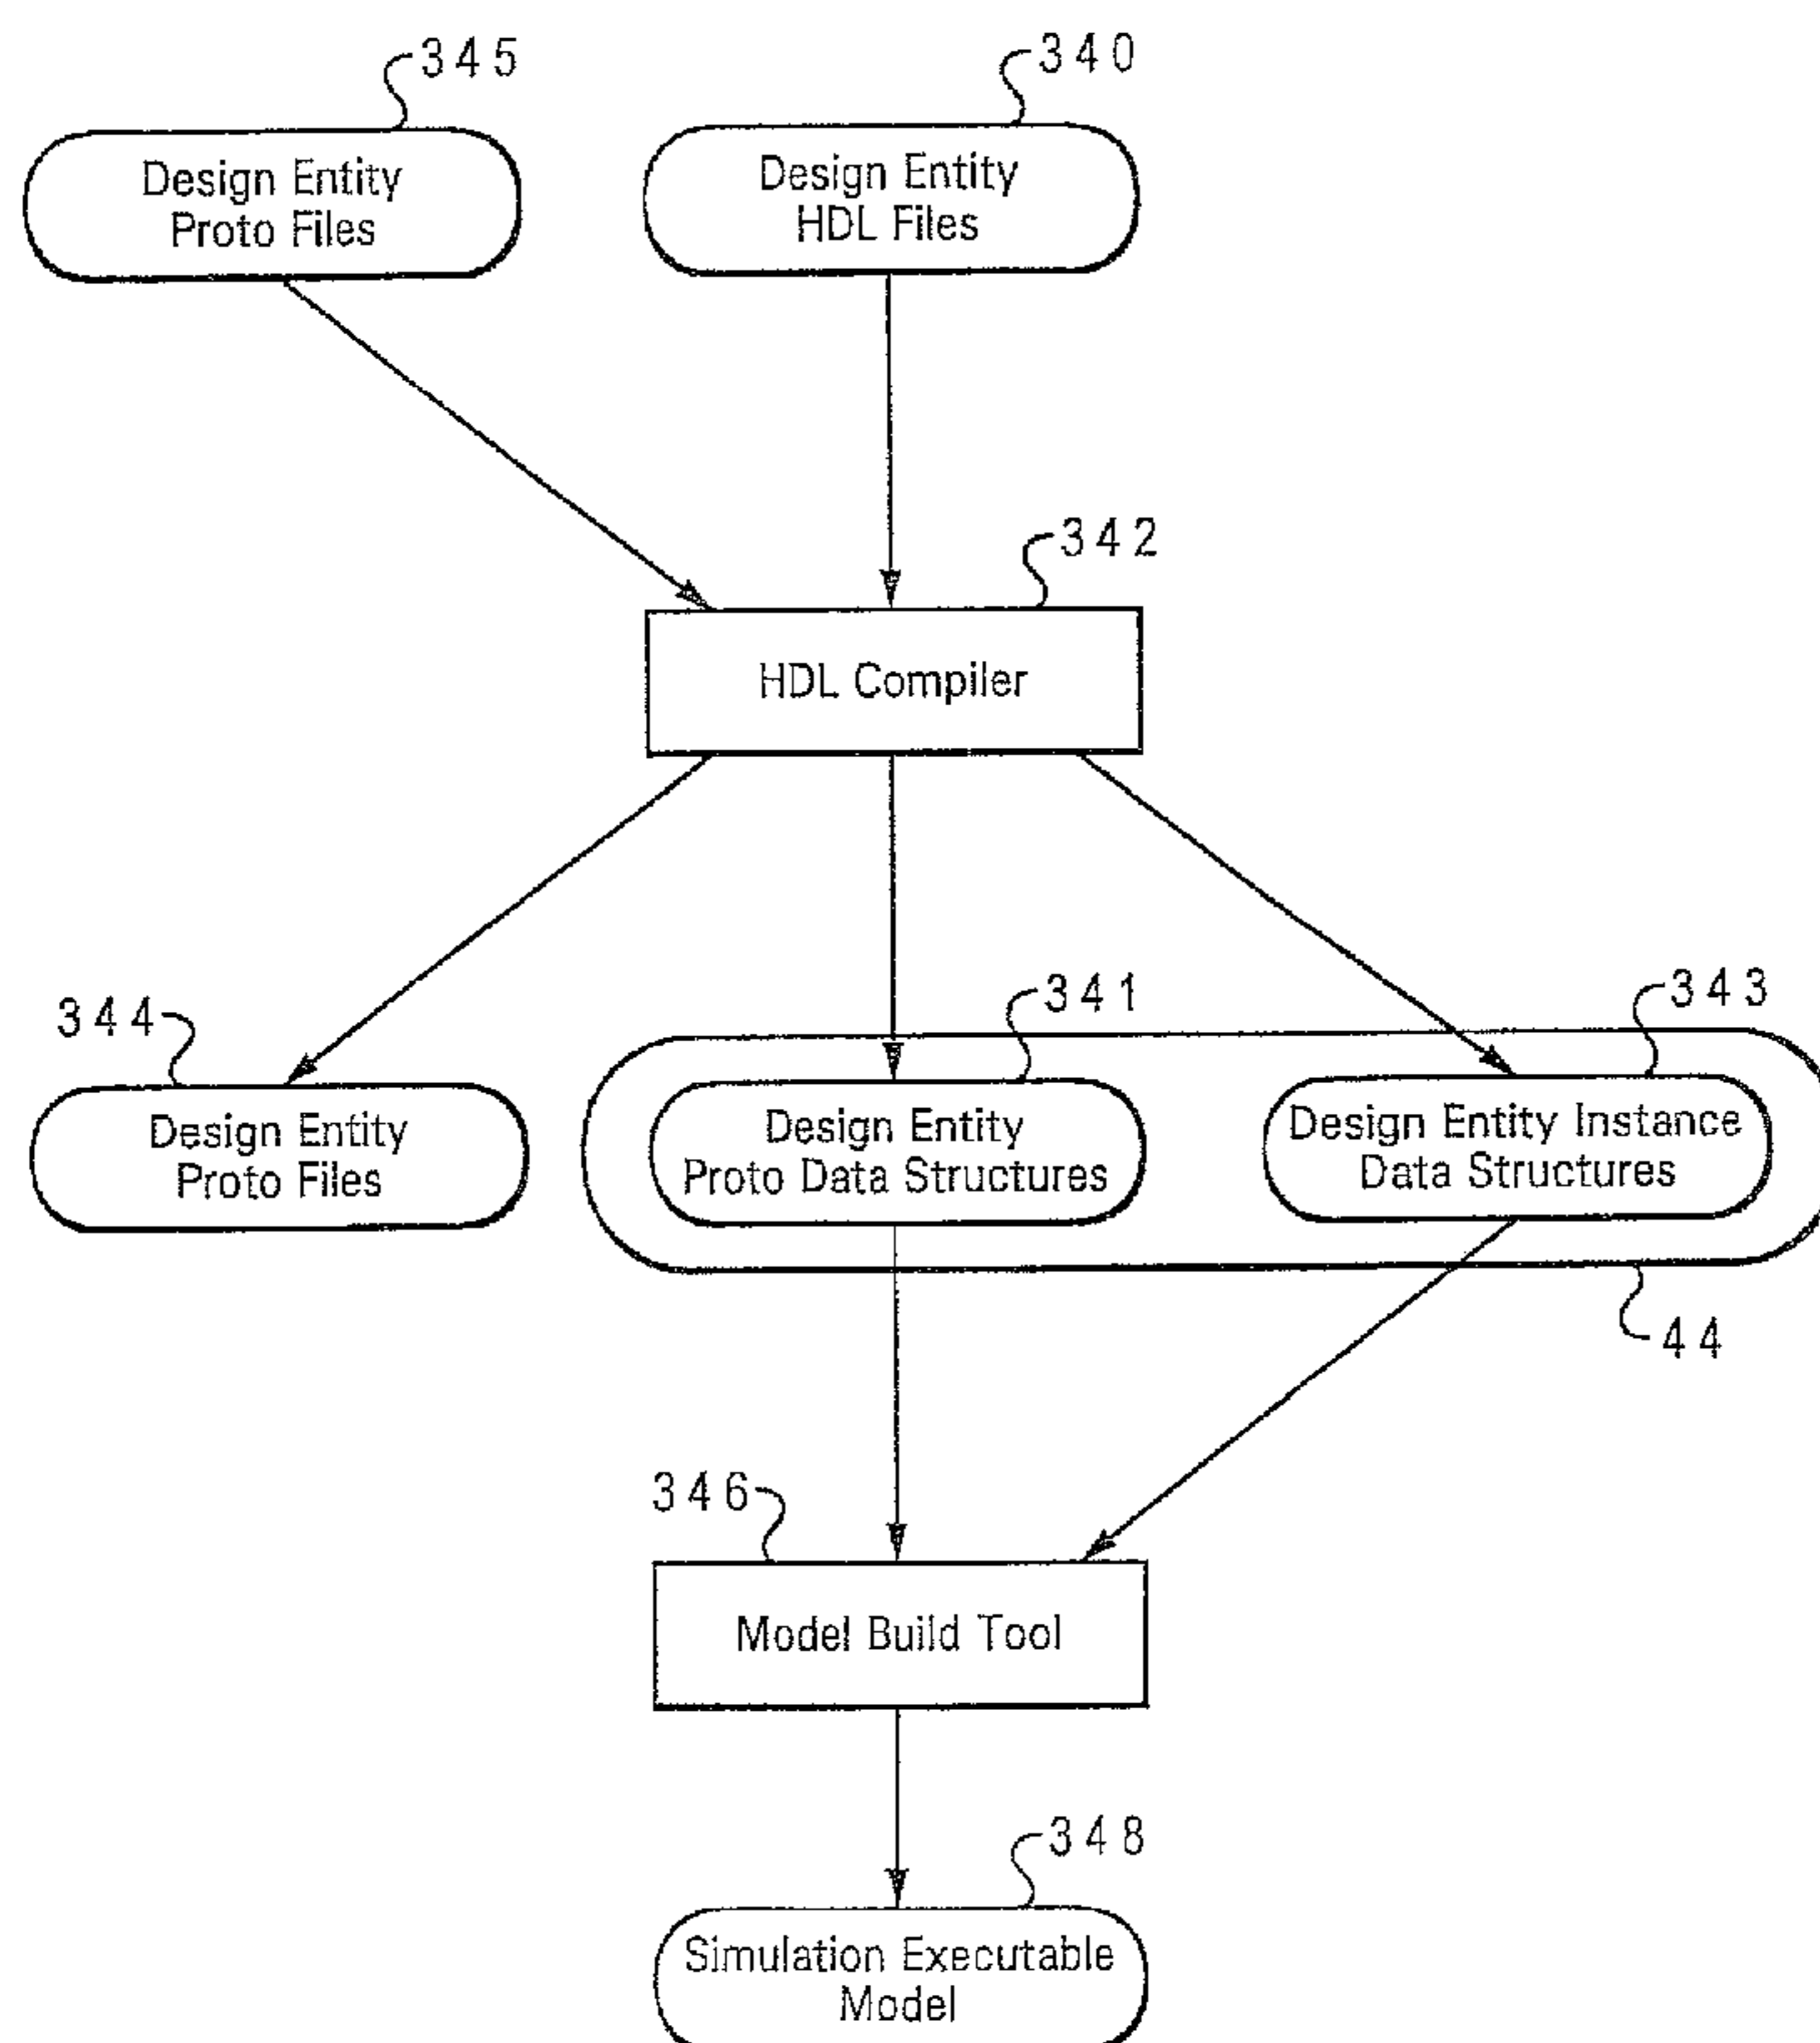 345
340
Design Entity
Proto Files
Design Entity
HDL Files
342
HDL Compiler
344
341
343
Design Entity
Proto Files
Design Entity
Proto Data Structures
Design Entity Instance
Data Structures
44
346
Model Build Tool
348
Simulation Executable
Model